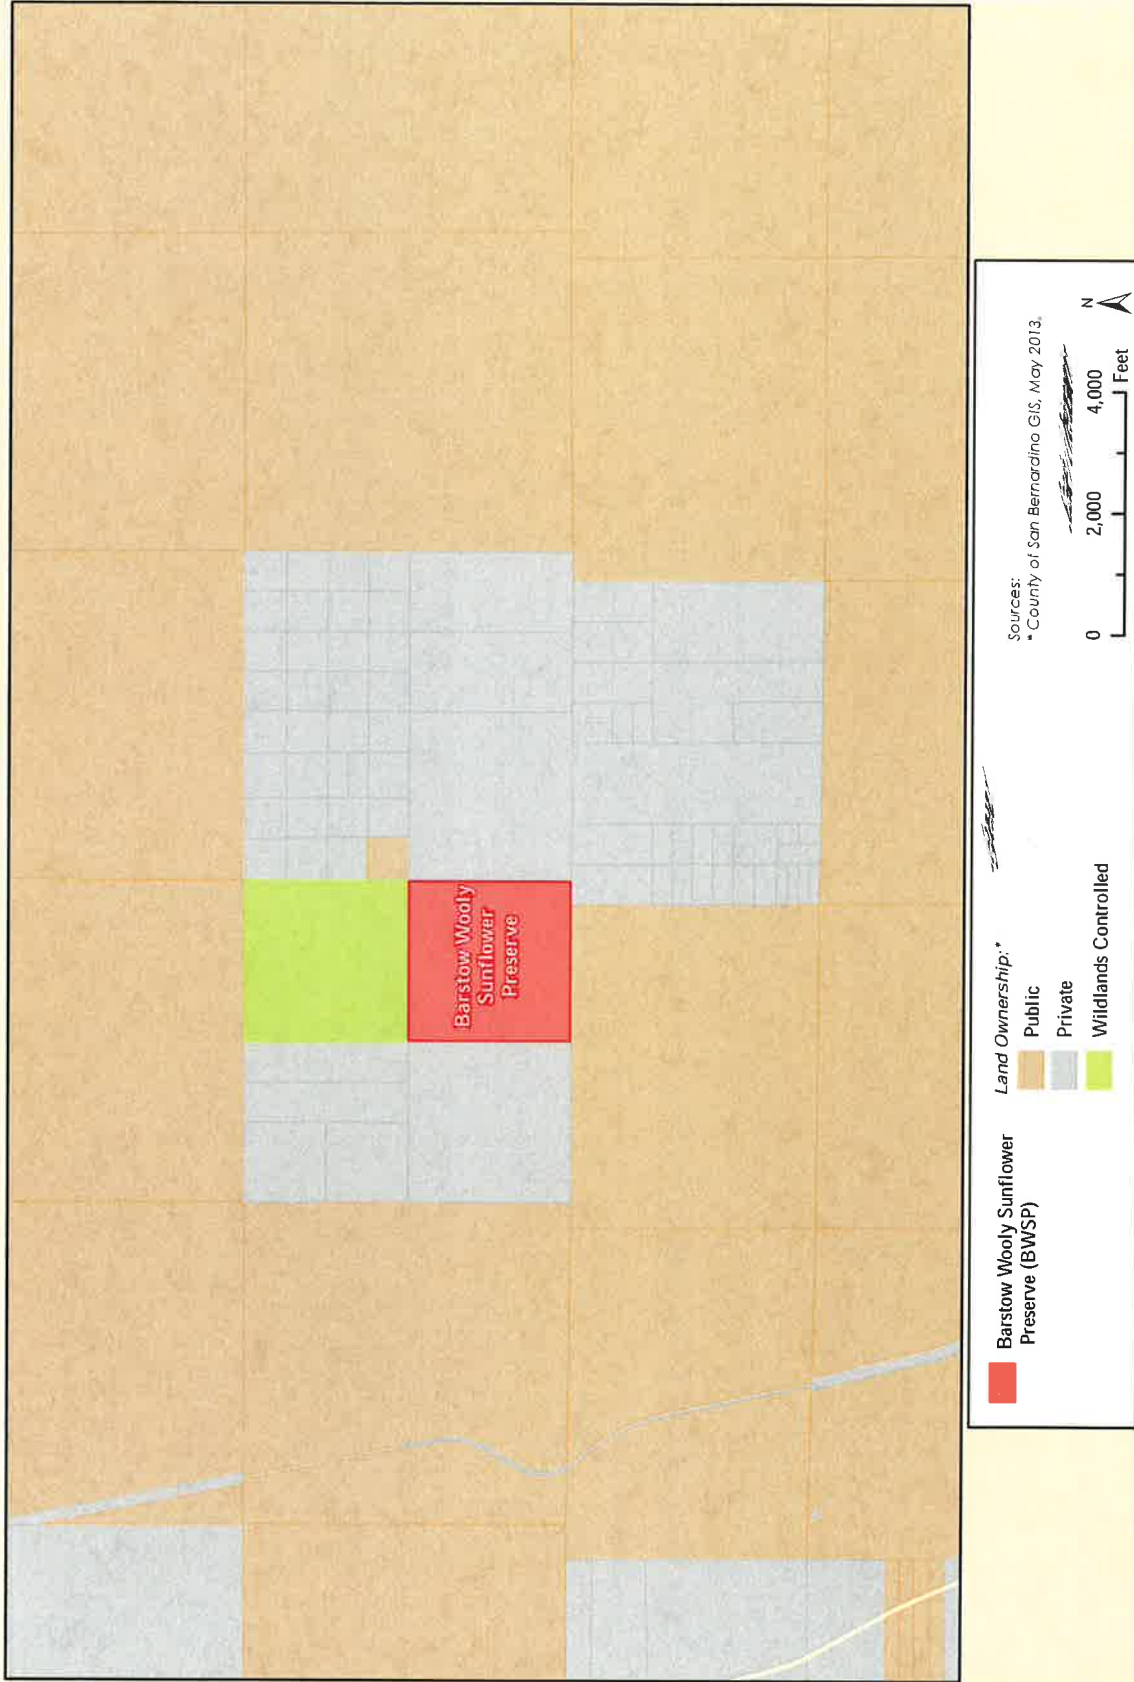 Barstow Wooly
Sunflower
Preserve
Barstow Wooly Sunflower
Preserve (BWSP)
Land Ownership:*
Public
Private
Wildlands Controlled
Sources:
* County of San Bernardino GIS, May 2013.
0 2,000 4,000
Feet
N